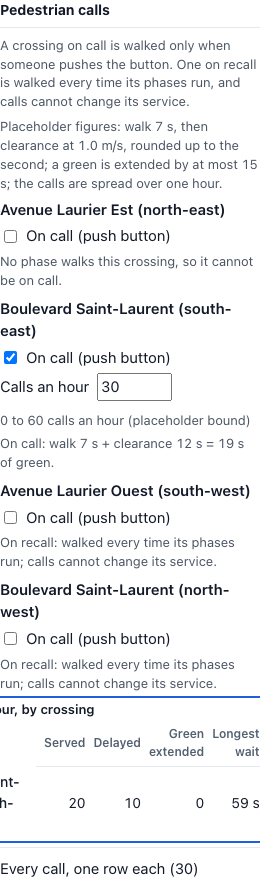 Pedestrian calls
A crossing on call is walked only when
someone pushes the button. One on recall
is walked every time its phases run, and
calls cannot change its service.
Placeholder figures: walk 7 s, then
clearance at 1.0 m/s, rounded up to the
second; a green is extended by at most 15
s; the calls are spread over one hour.
Avenue Laurier Est (north-east)
On call (push button)
No phase walks this crossing, so it cannot
be on call.
Boulevard Saint-Laurent (south-
east)
On call (push button)
Calls an hour 30
0 to 60 calls an hour (placeholder bound)
On call: walk 7 s + clearance 12 s = 19 s
of green.
Avenue Laurier Ouest (south-west)
On call (push button)
On recall: walked every time its phases
run; calls cannot change its service.
Boulevard Saint-Laurent (north-
west)
On call (push button)
On recall: walked every time its phases
run; calls cannot change its service.
our, by crossing
Served Delayed Green extended Longest wait
nt-
h- 20 10 0 59 s
Every call, one row each (30)